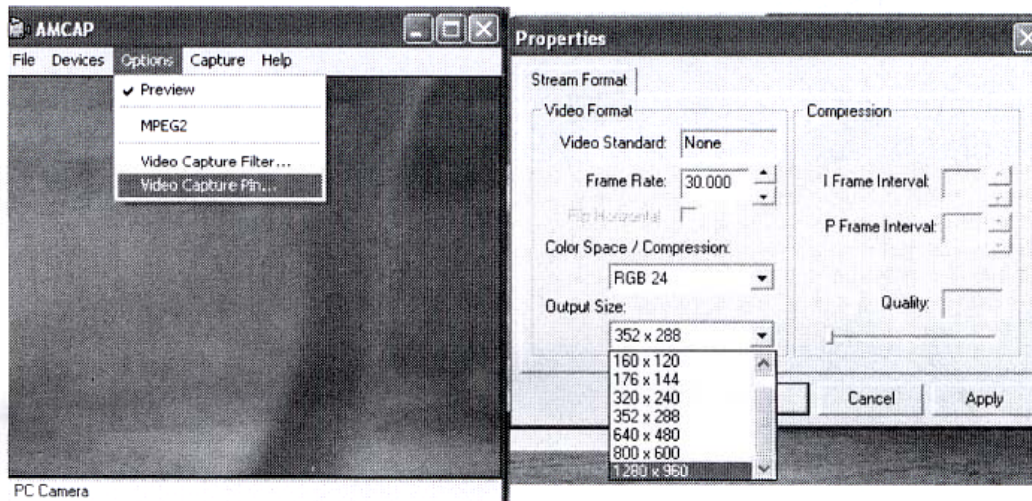 AMCAP
File Devices Options Capture Help
Preview
MPEG2
Video Capture Filter...
Video Capture Pin...
PC Camera
Properties
Stream Format
Video Format
Video Standard: None
Frame Rate: 30.000
Flip Horizontal
Color Space / Compression:
RGB 24
Output Size:
352 x 288
160 x 120
176 x 144
320 x 240
352 x 288
640 x 480
800 x 600
1280 x 960
Compression
I Frame Interval:
P Frame Interval:
Quality:
Cancel Apply